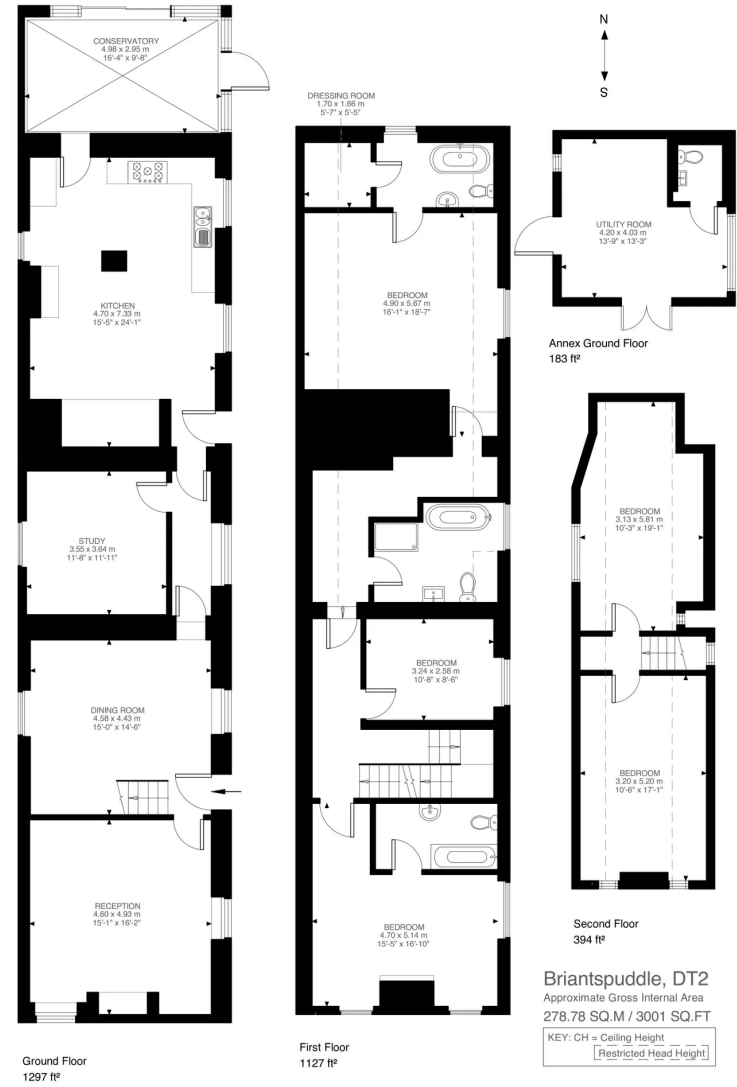 CONSERVATORY
4.98 x 2.95 m
16'-4" x 9'-8"
KITCHEN
4.70 x 7.33 m
15'-5" x 24'-1"
STUDY
3.55 x 3.64 m
11'-8" x 11'-11"
DINING ROOM
4.58 x 4.43 m
15'-0" x 14'-6"
RECEPTION
4.60 x 4.93 m
15'-1" x 16'-2"
Ground Floor
1297 ft²
DRESSING ROOM
1.70 x 1.66 m
5'-7" x 5'-5"
BEDROOM
4.90 x 5.67 m
16'-1" x 18'-7"
BEDROOM
3.24 x 2.58 m
10'-8" x 8'-6"
BEDROOM
4.70 x 5.14 m
15'-5" x 16'-10"
First Floor
1127 ft²
N
S
UTILITY ROOM
4.20 x 4.03 m
13'-9" x 13'-3"
Annex Ground Floor
183 ft²
BEDROOM
3.13 x 5.81 m
10'-3" x 19'-1"
BEDROOM
3.20 x 5.20 m
10'-6" x 17'-1"
Second Floor
394 ft²
Briantspuddle, DT2
Approximate Gross Internal Area
278.78 SQ.M / 3001 SQ.FT
KEY: CH = Ceiling Height
Restricted Head Height